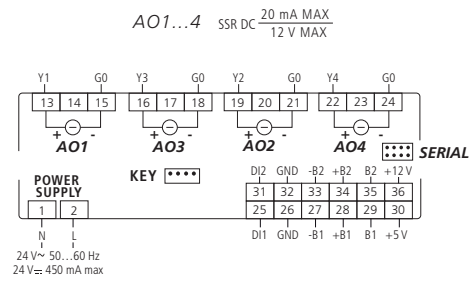 AO1...4 SSR DC 20 mA MAX
12 V MAX
Y1 G0 Y3 G0 Y2 G0 Y4 G0
13 14 15 16 17 18 19 20 21 22 23 24
+ - + - + - + -
AO1 AO3 AO2 AO4
SERIAL
KEY
DI2 GND -B2 +B2 B2 +12 V
POWER
SUPPLY
31 32 33 34 35 36
1 2 25 26 27 28 29 30
N L DI1 GND -B1 +B1 B1 +5 V
24 V~ 50...60 Hz
24 V⎓ 450 mA max